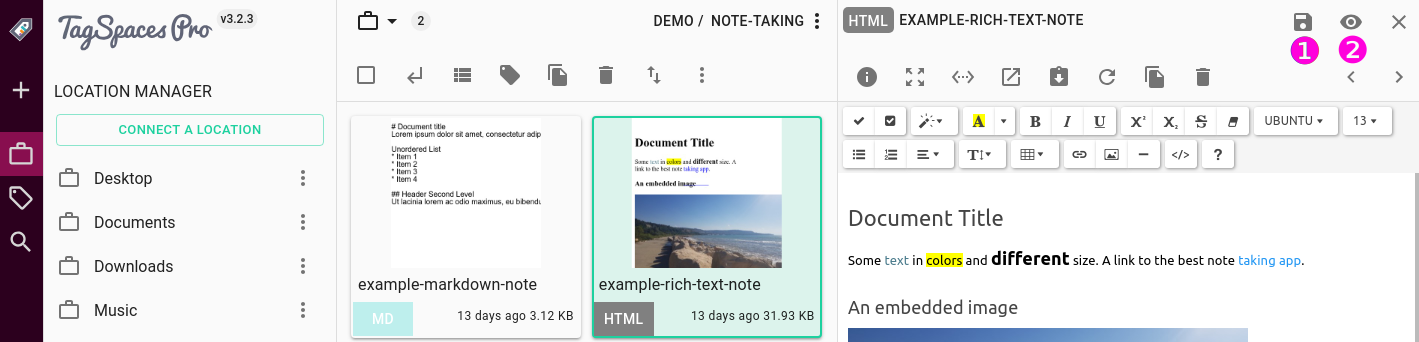 TagSpaces Pro
v3.2.3
LOCATION MANAGER
CONNECT A LOCATION
Desktop
Documents
Downloads
Music
2
DEMO / NOTE-TAKING
# Document title
Lorem ipsum dolor sit amet, consectetur adip
Unordered List
* Item 1
* Item 2
* Item 3
* Item 4
## Header Second Level
Ut lacinia lorem ac odio maximus, eu bibendu
example-markdown-note
MD
13 days ago 3.12 KB
Document Title
Some text in colors and different size. A
link to the best note taking app.
An embedded image.......
example-rich-text-note
HTML
13 days ago 31.93 KB
HTML EXAMPLE-RICH-TEXT-NOTE
1 2
A B I U X² X₂ S UBUNTU 13
T </> ?
Document Title
Some text in colors and different size. A link to the best note taking app.
An embedded image